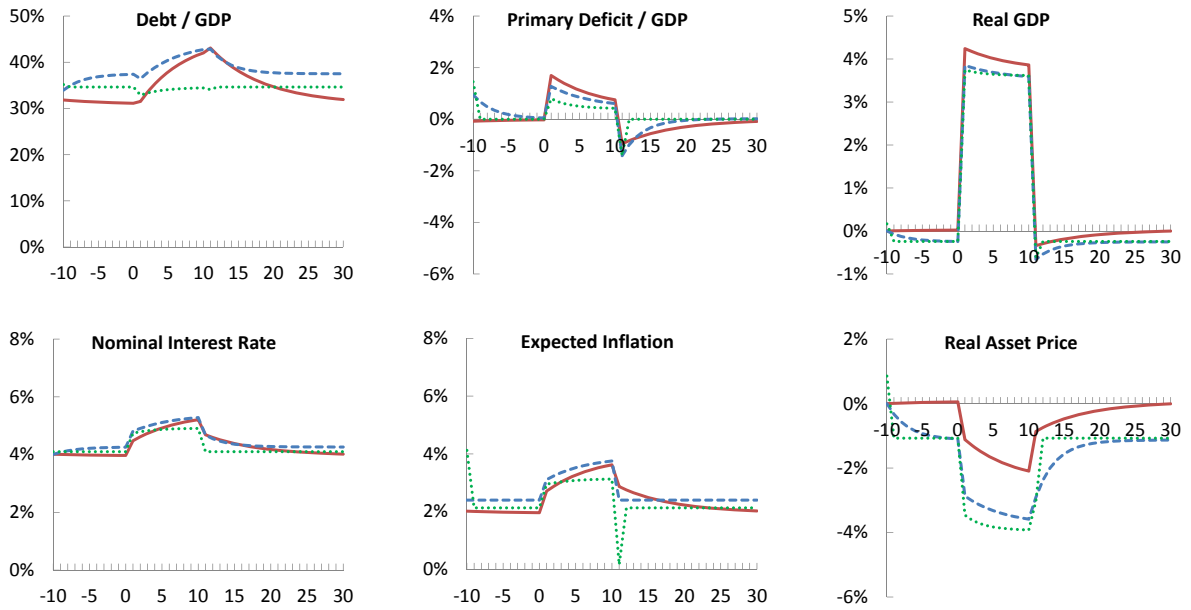 Debt / GDP
50%
40%
30%
20%
10%
0%
-10 -5 0 5 10 15 20 25 30
Primary Deficit / GDP
4%
2%
0%
-2%
-4%
-6%
-10 -5 0 5 10 15 20 25 30
Real GDP
5%
4%
3%
2%
1%
0%
-1%
-10 -5 0 5 10 15 20 25 30
Nominal Interest Rate
8%
6%
4%
2%
0%
-10 -5 0 5 10 15 20 25 30
Expected Inflation
8%
6%
4%
2%
0%
-10 -5 0 5 10 15 20 25 30
Real Asset Price
2%
0%
-2%
-4%
-6%
-10 -5 0 5 10 15 20 25 30